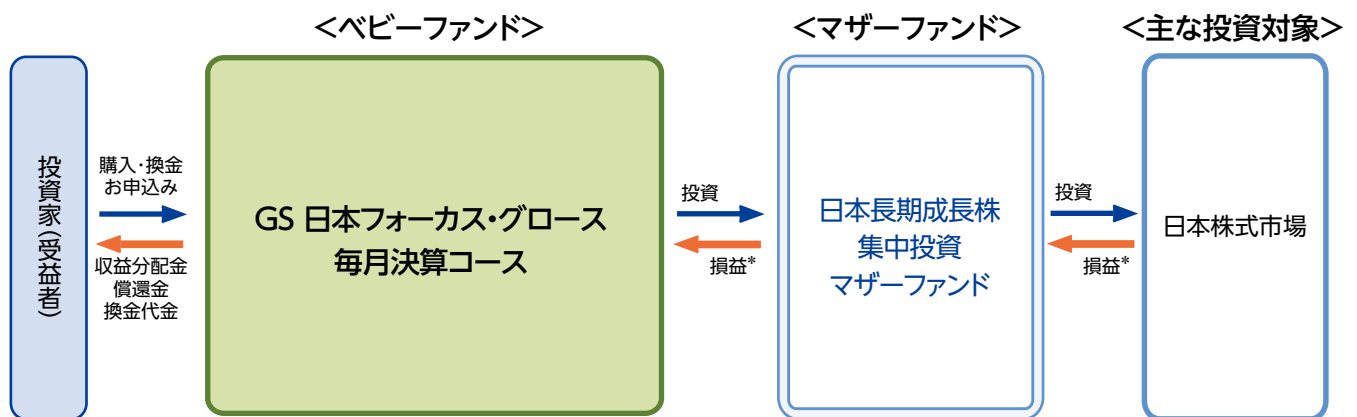 <ベビーファンド>
<マザーファンド>
<主な投資対象>
投資家(受益者)
購入・換金
お申込み
収益分配金
償還金
換金代金
GS 日本フォーカス・グロース
毎月決算コース
投資
損益*
日本長期成長株
集中投資
マザーファンド
投資
損益*
日本株式市場